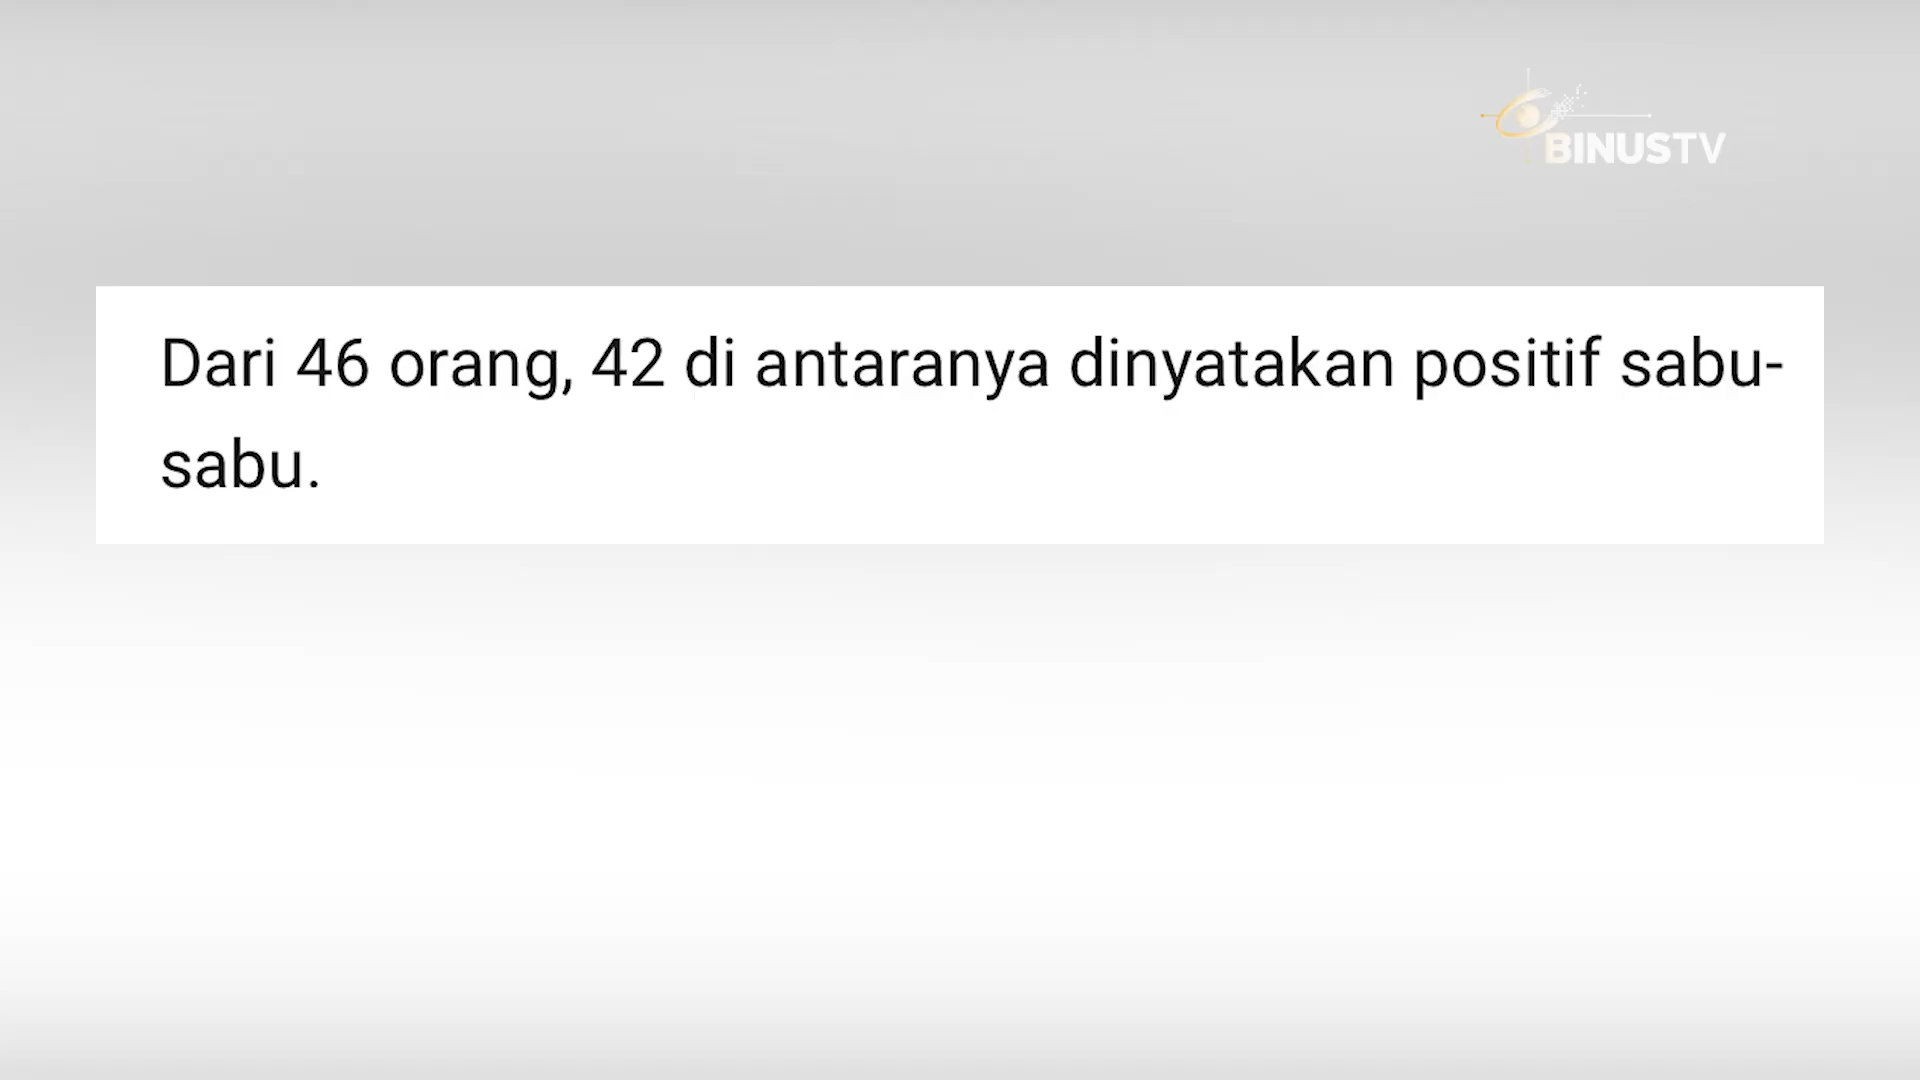 BINUSTV
Dari 46 orang, 42 di antaranya dinyatakan positif sabu-
sabu.